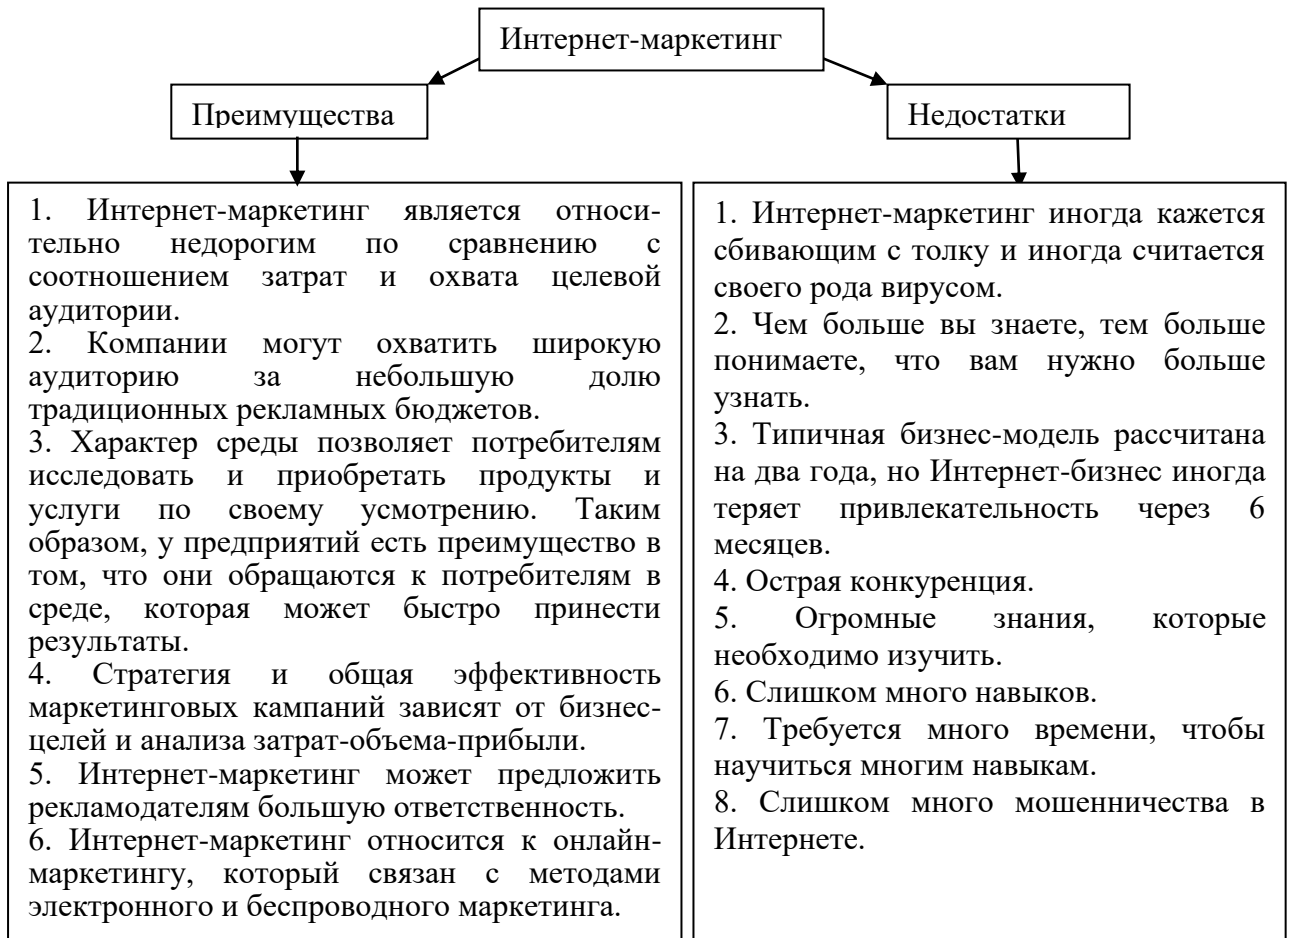 Интернет-маркетинг
Преимущества
Недостатки
1. Интернет-маркетинг является относи-
тельно недорогим по сравнению с
соотношением затрат и охвата целевой
аудитории.
2. Компании могут охватить широкую
аудиторию за небольшую долю
традиционных рекламных бюджетов.
3. Характер среды позволяет потребителям
исследовать и приобретать продукты и
услуги по своему усмотрению. Таким
образом, у предприятий есть преимущество в
том, что они обращаются к потребителям в
среде, которая может быстро принести
результаты.
4. Стратегия и общая эффективность
маркетинговых кампаний зависят от бизнес-
целей и анализа затрат-объема-прибыли.
5. Интернет-маркетинг может предложить
рекламодателям большую ответственность.
6. Интернет-маркетинг относится к онлайн-
маркетингу, который связан с методами
электронного и беспроводного маркетинга.
1. Интернет-маркетинг иногда кажется
сбивающим с толку и иногда считается
своего рода вирусом.
2. Чем больше вы знаете, тем больше
понимаете, что вам нужно больше
узнать.
3. Типичная бизнес-модель рассчитана
на два года, но Интернет-бизнес иногда
теряет привлекательность через 6
месяцев.
4. Острая конкуренция.
5. Огромные знания, которые
необходимо изучить.
6. Слишком много навыков.
7. Требуется много времени, чтобы
научиться многим навыкам.
8. Слишком много мошенничества в
Интернете.